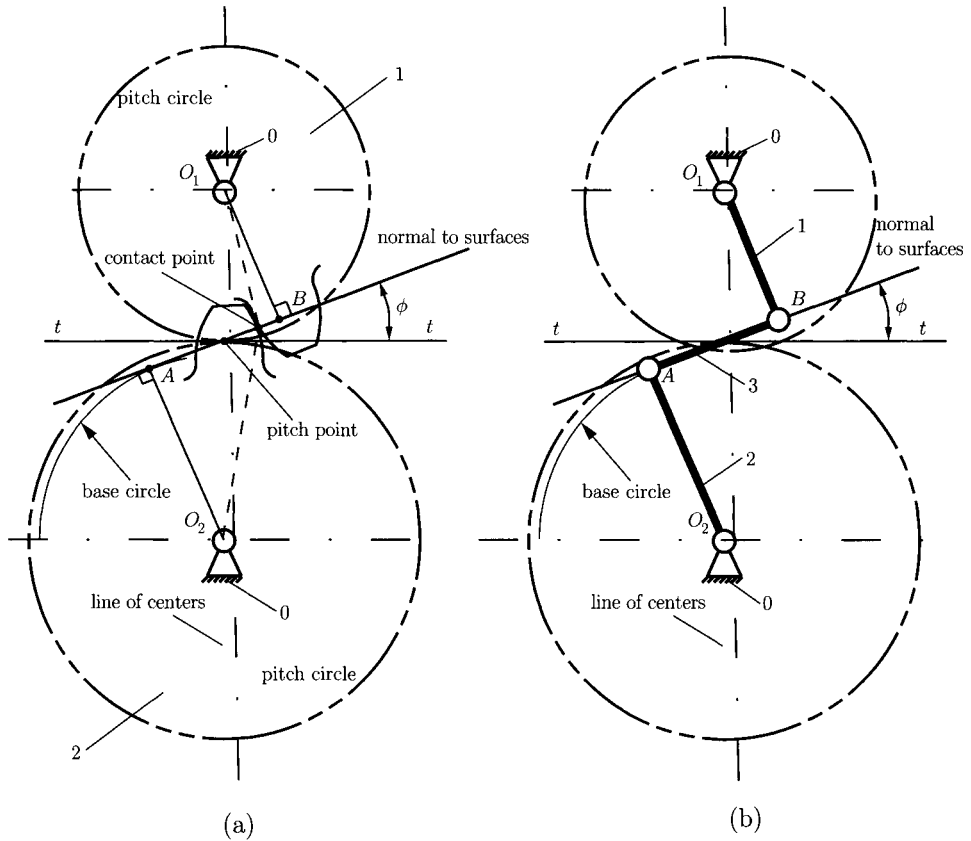 1
pitch circle
0
O₁
normal to surfaces
contact point
B
ϕ
t
t
A
pitch point
base circle
O₂
0
line of centers
pitch circle
2
(a)
0
O₁
1
normal
to surfaces
B
ϕ
t
t
A
3
2
base circle
O₂
0
line of centers
(b)